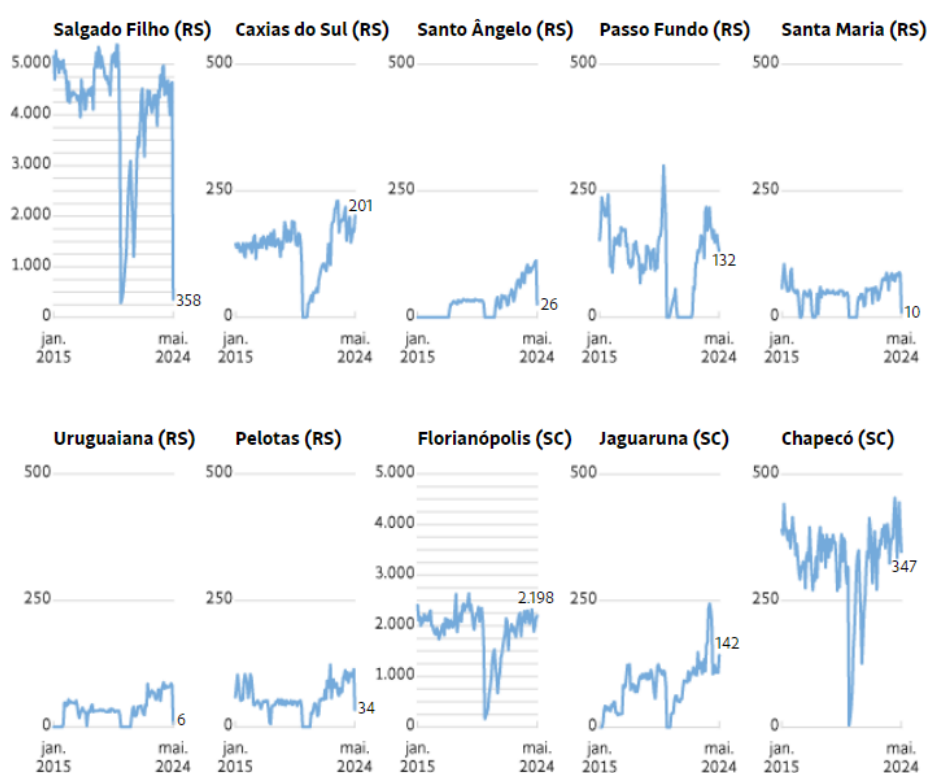 Salgado Filho (RS)
5.000
4.000
3.000
2.000
1.000
0
358
jan.
2015
mai.
2024
Caxias do Sul (RS)
500
250
0
201
jan.
2015
mai.
2024
Santo Ângelo (RS)
500
250
0
26
jan.
2015
mai.
2024
Passo Fundo (RS)
500
250
0
132
jan.
2015
mai.
2024
Santa Maria (RS)
500
250
0
10
jan.
2015
mai.
2024
Uruguaiana (RS)
500
250
0
6
jan.
2015
mai.
2024
Pelotas (RS)
500
250
0
34
jan.
2015
mai.
2024
Florianópolis (SC)
5.000
4.000
3.000
2.000
1.000
0
2.198
jan.
2015
mai.
2024
Jaguaruna (SC)
500
250
0
142
jan.
2015
mai.
2024
Chapecó (SC)
500
250
0
347
jan.
2015
mai.
2024